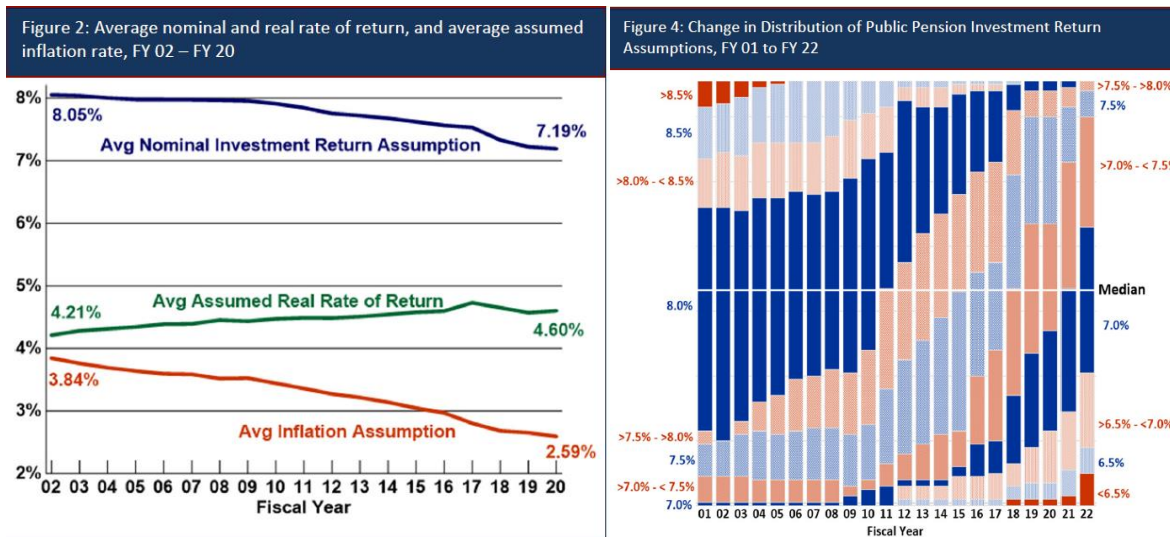 Figure 2: Average nominal and real rate of return, and average assumed
inflation rate, FY 02 – FY 20
8%
8.05%
7.19%
Avg Nominal Investment Return Assumption
7%
6%
5%
4.21%
Avg Assumed Real Rate of Return
4.60%
4%
3.84%
3%
Avg Inflation Assumption
2.59%
2%
02 03 04 05 06 07 08 09 10 11 12 13 14 15 16 17 18 19 20
Fiscal Year
Figure 4: Change in Distribution of Public Pension Investment Return
Assumptions, FY 01 to FY 22
>8.5%
8.5%
>8.0% - < 8.5%
8.0%
>7.5% - >8.0%
7.5%
>7.0% - < 7.5%
7.0%
>7.5% - >8.0%
7.5%
>7.0% - < 7.5%
Median
7.0%
>6.5% - <7.0%
6.5%
<6.5%
01 02 03 04 05 06 07 08 09 10 11 12 13 14 15 16 17 18 19 20 21 22
Fiscal Year